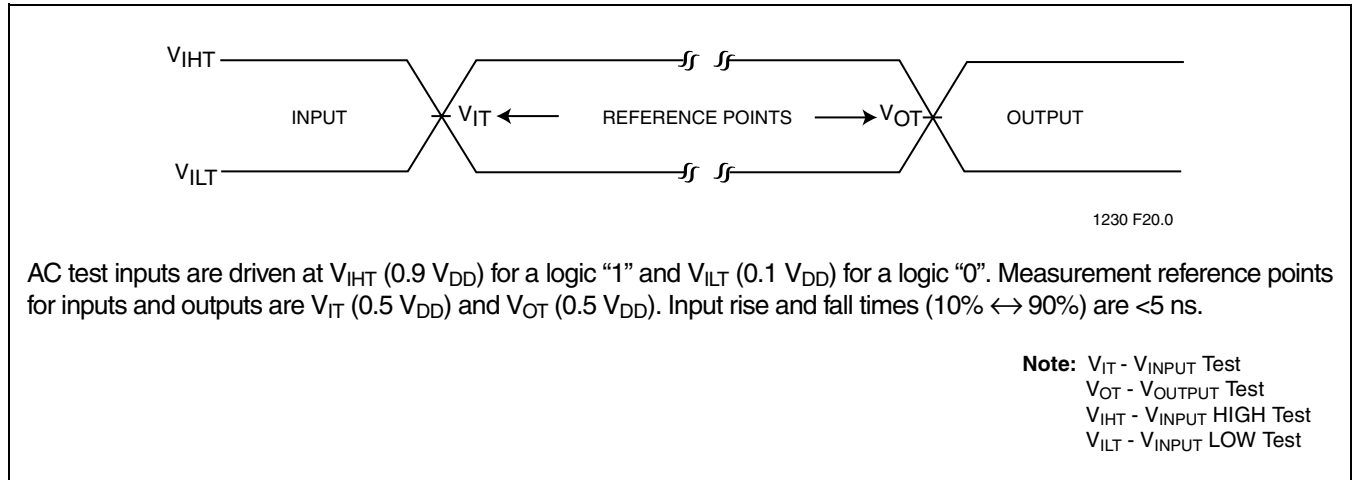 VIHT
INPUT VIT REFERENCE POINTS VOT OUTPUT
VILT
1230 F20.0
AC test inputs are driven at VIHT (0.9 VDD) for a logic “1” and VILT (0.1 VDD) for a logic “0”. Measurement reference points
for inputs and outputs are VIT (0.5 VDD) and VOT (0.5 VDD). Input rise and fall times (10% ↔ 90%) are <5 ns.
Note: VIT - VINPUT Test
VOT - VOUTPUT Test
VIHT - VINPUT HIGH Test
VILT - VINPUT LOW Test